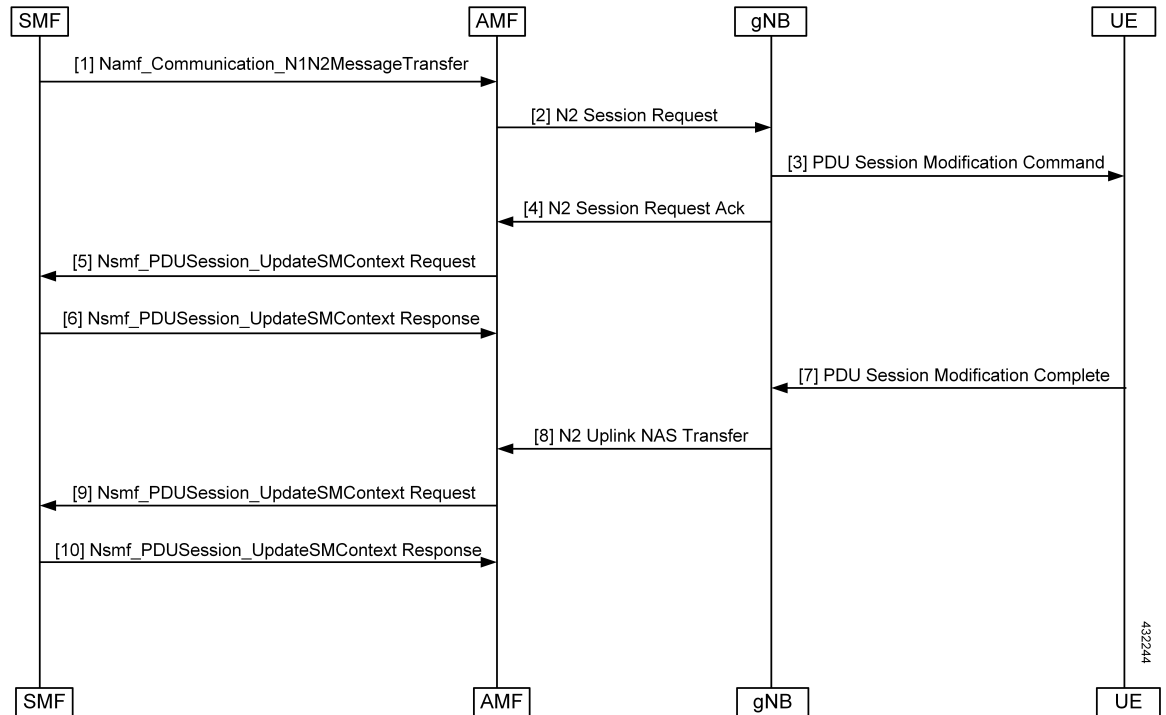 SMF
AMF
gNB
UE
[1] Namf_Communication_N1N2MessageTransfer
[2] N2 Session Request
[3] PDU Session Modification Command
[4] N2 Session Request Ack
[5] Nsmf_PDUSession_UpdateSMContext Request
[6] Nsmf_PDUSession_UpdateSMContext Response
[7] PDU Session Modification Complete
[8] N2 Uplink NAS Transfer
[9] Nsmf_PDUSession_UpdateSMContext Request
[10] Nsmf_PDUSession_UpdateSMContext Response
432244
SMF
AMF
gNB
UE